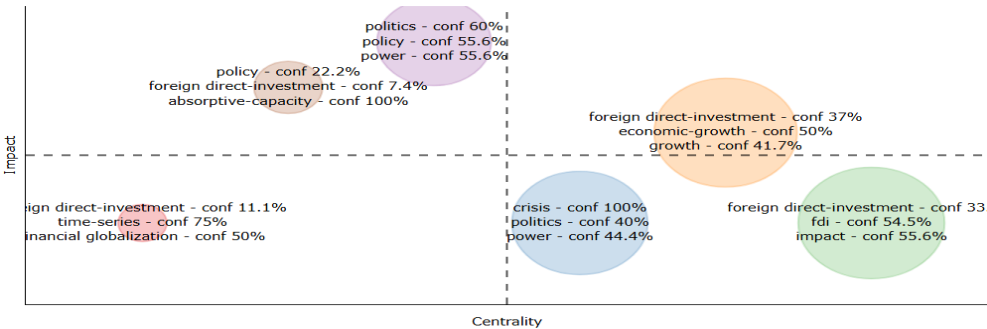 politics - conf 60%
policy - conf 55.6%
power - conf 55.6%
policy - conf 22.2%
foreign direct-investment - conf 7.4%
absorptive-capacity - conf 100%
foreign direct-investment - conf 37%
economic-growth - conf 50%
growth - conf 41.7%
Impact
eign direct-investment - conf 11.1%
time-series - conf 75%
inancial globalization - conf 50%
crisis - conf 100%
politics - conf 40%
power - conf 44.4%
foreign direct-investment - conf 33.
fdi - conf 54.5%
impact - conf 55.6%
Centrality